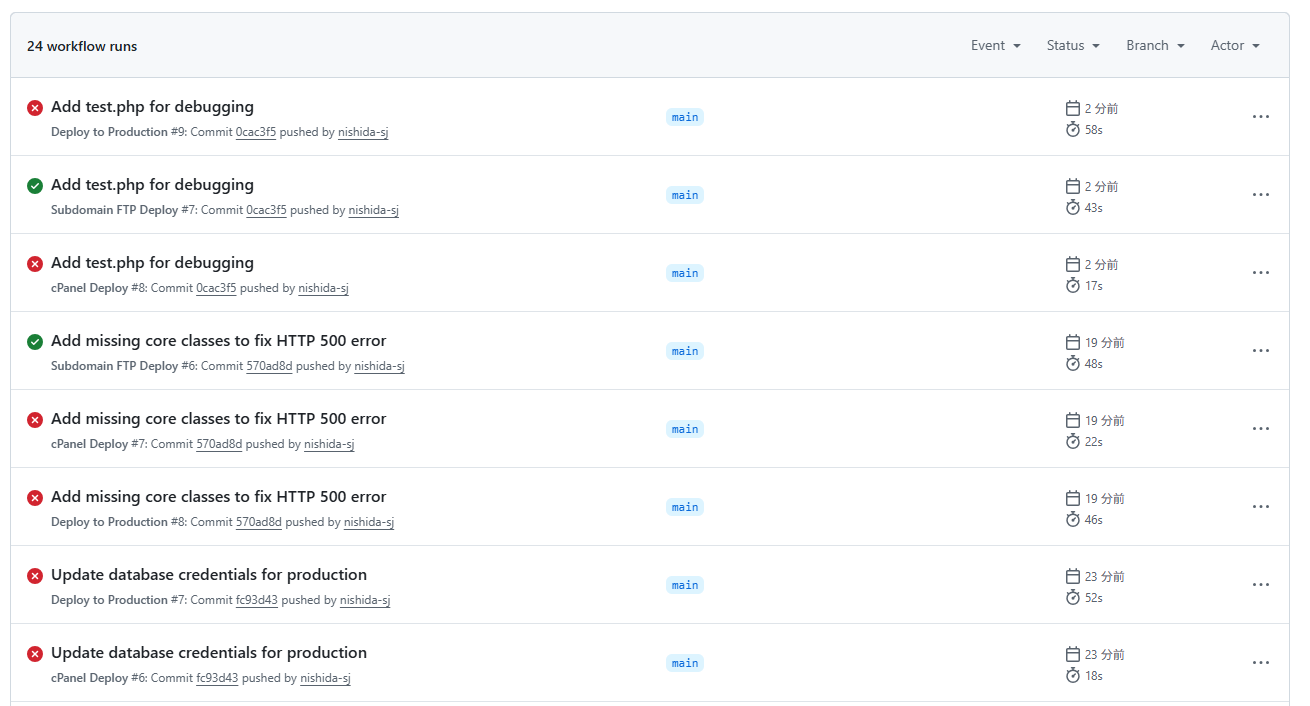 24 workflow runs
Event Status Branch Actor
Add test.php for debugging
Deploy to Production #9: Commit 0cac3f5 pushed by nishida-sj
main
2 分前
58s
Add test.php for debugging
Subdomain FTP Deploy #7: Commit 0cac3f5 pushed by nishida-sj
main
2 分前
43s
Add test.php for debugging
cPanel Deploy #8: Commit 0cac3f5 pushed by nishida-sj
main
2 分前
17s
Add missing core classes to fix HTTP 500 error
Subdomain FTP Deploy #6: Commit 570ad8d pushed by nishida-sj
main
19 分前
48s
Add missing core classes to fix HTTP 500 error
cPanel Deploy #7: Commit 570ad8d pushed by nishida-sj
main
19 分前
22s
Add missing core classes to fix HTTP 500 error
Deploy to Production #8: Commit 570ad8d pushed by nishida-sj
main
19 分前
46s
Update database credentials for production
Deploy to Production #7: Commit fc93d43 pushed by nishida-sj
main
23 分前
52s
Update database credentials for production
cPanel Deploy #6: Commit fc93d43 pushed by nishida-sj
main
23 分前
18s